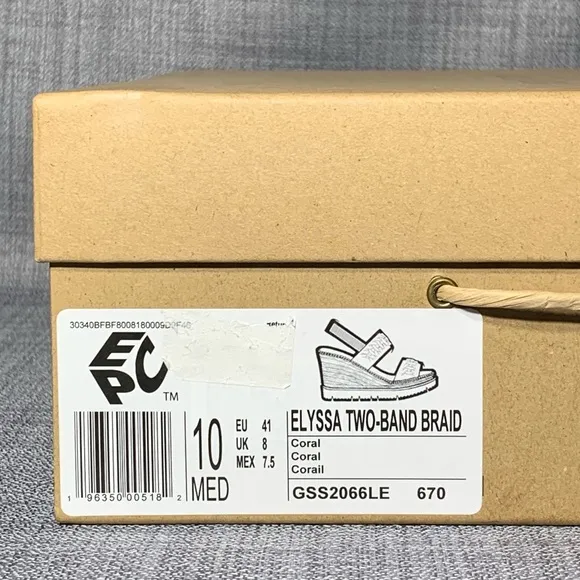 EPC
TM
ELYSSA TWO-BAND BRAID
10
MED
EU 41
UK 8
MEX 7.5
Coral
Coral
Corail
GSS2066LE 670
1 96350 00518 2